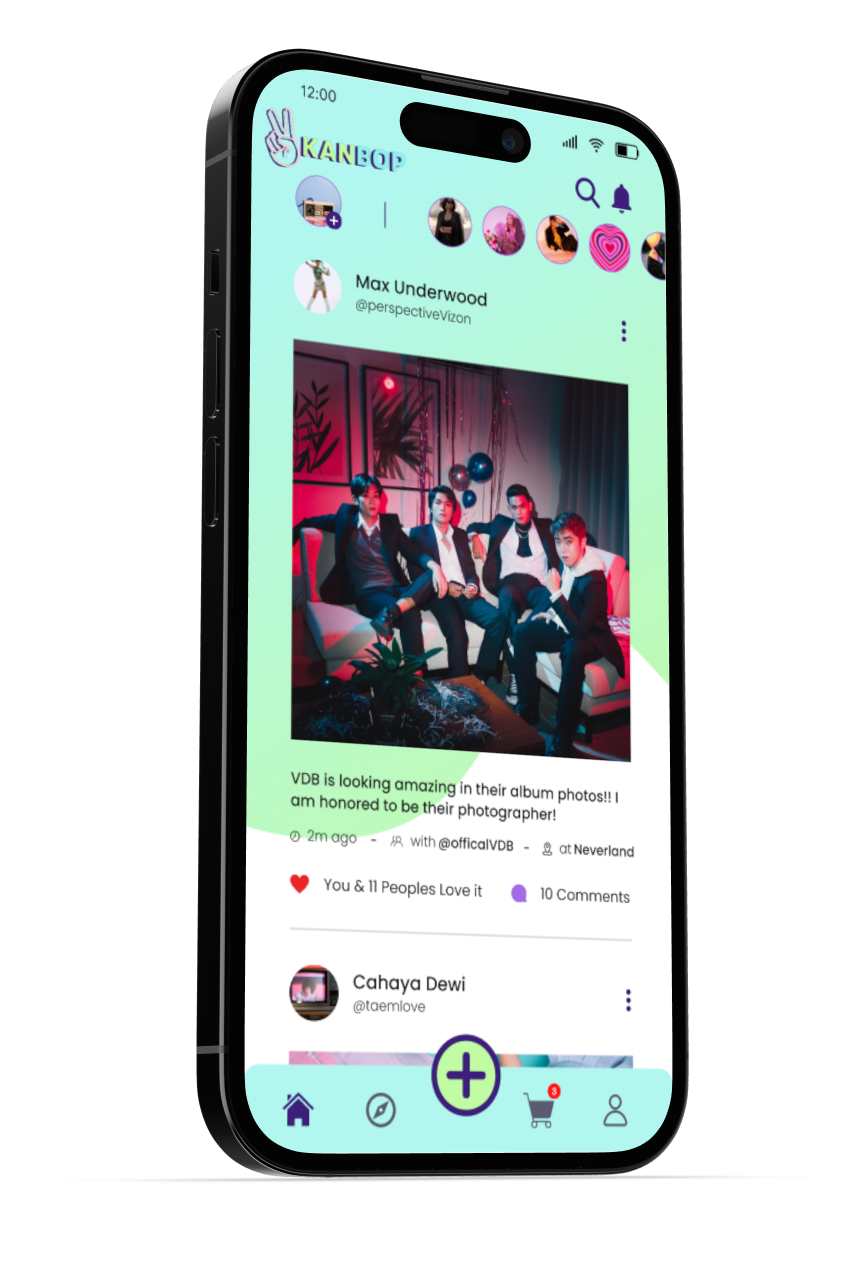 12:00
KANBOP
Max Underwood
@perspectiveVizon
VDB is looking amazing in their album photos!! I
am honored to be their photographer!
2m ago - with @officalVDB - at Neverland
You & 11 Peoples Love it 10 Comments
Cahaya Dewi
@taemlove
3